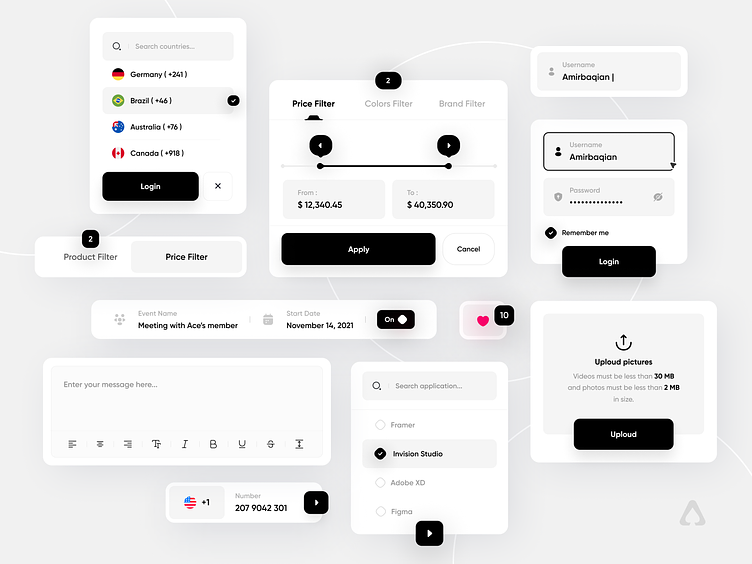 Search countries...
Germany ( +241 )
Brazil ( +46 )
Australia ( +76 )
Canada ( +918 )
Login
2
Product Filter
Price Filter
2
Price Filter
Colors Filter
Brand Filter
From :
$ 12,340.45
To :
$ 40,350.90
Apply
Cancel
Username
Amirbaqian |
Username
Amirbaqian
Password
••••••••••••••
Remember me
Login
Event Name
Meeting with Ace's member
Start Date
November 14, 2021
On
10
Enter your message here...
Search application...
Framer
Invision Studio
Adobe XD
Figma
+1
Number
207 9042 301
Uploud pictures
Videos must be less than 30 MB
and photos must be less than 2 MB
in size.
Uploud